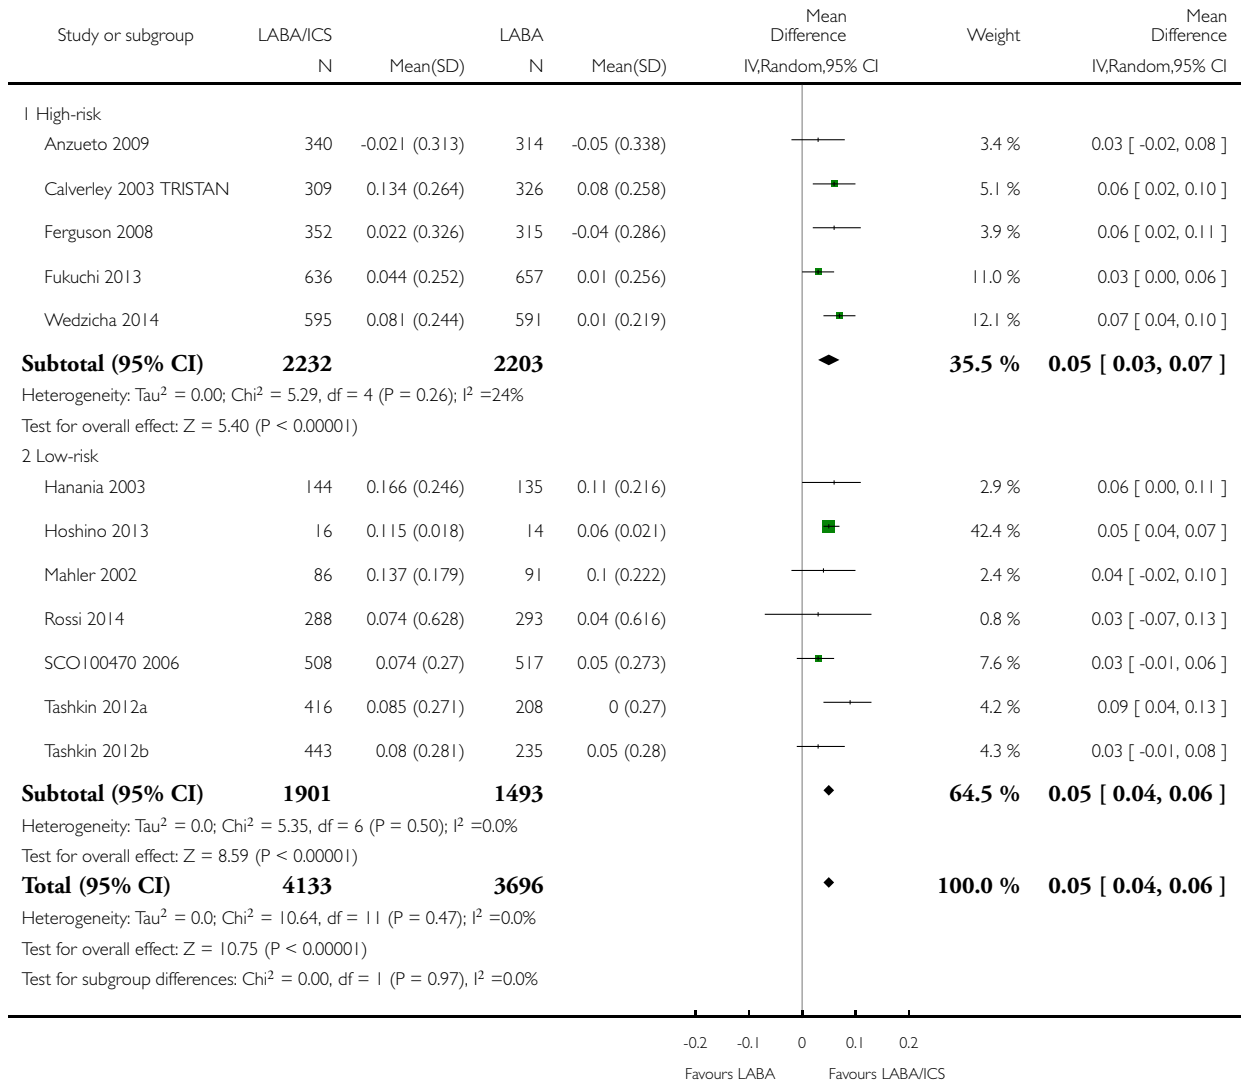 Study or subgroup LABA/ICS LABA Mean Difference Weight Mean Difference
N Mean(SD) N Mean(SD) IV,Random,95% CI IV,Random,95% CI
1 High-risk
Anzueto 2009 340 -0.021 (0.313) 314 -0.05 (0.338) 3.4 % 0.03 [ -0.02, 0.08 ]
Calverley 2003 TRISTAN 309 0.134 (0.264) 326 0.08 (0.258) 5.1 % 0.06 [ 0.02, 0.10 ]
Ferguson 2008 352 0.022 (0.326) 315 -0.04 (0.286) 3.9 % 0.06 [ 0.02, 0.11 ]
Fukuchi 2013 636 0.044 (0.252) 657 0.01 (0.256) 11.0 % 0.03 [ 0.00, 0.06 ]
Wedzicha 2014 595 0.081 (0.244) 591 0.01 (0.219) 12.1 % 0.07 [ 0.04, 0.10 ]
Subtotal (95% CI) 2232 2203 35.5 % 0.05 [ 0.03, 0.07 ]
Heterogeneity: Tau² = 0.00; Chi² = 5.29, df = 4 (P = 0.26); I² =24%
Test for overall effect: Z = 5.40 (P < 0.00001)
2 Low-risk
Hanania 2003 144 0.166 (0.246) 135 0.11 (0.216) 2.9 % 0.06 [ 0.00, 0.11 ]
Hoshino 2013 16 0.115 (0.018) 14 0.06 (0.021) 42.4 % 0.05 [ 0.04, 0.07 ]
Mahler 2002 86 0.137 (0.179) 91 0.1 (0.222) 2.4 % 0.04 [ -0.02, 0.10 ]
Rossi 2014 288 0.074 (0.628) 293 0.04 (0.616) 0.8 % 0.03 [ -0.07, 0.13 ]
SCO100470 2006 508 0.074 (0.27) 517 0.05 (0.273) 7.6 % 0.03 [ -0.01, 0.06 ]
Tashkin 2012a 416 0.085 (0.271) 208 0 (0.27) 4.2 % 0.09 [ 0.04, 0.13 ]
Tashkin 2012b 443 0.08 (0.281) 235 0.05 (0.28) 4.3 % 0.03 [ -0.01, 0.08 ]
Subtotal (95% CI) 1901 1493 64.5 % 0.05 [ 0.04, 0.06 ]
Heterogeneity: Tau² = 0.0; Chi² = 5.35, df = 6 (P = 0.50); I² =0.0%
Test for overall effect: Z = 8.59 (P < 0.00001)
Total (95% CI) 4133 3696 100.0 % 0.05 [ 0.04, 0.06 ]
Heterogeneity: Tau² = 0.0; Chi² = 10.64, df = 11 (P = 0.47); I² =0.0%
Test for overall effect: Z = 10.75 (P < 0.00001)
Test for subgroup differences: Chi² = 0.00, df = 1 (P = 0.97), I² =0.0%
-0.2 -0.1 0 0.1 0.2
Favours LABA Favours LABA/ICS